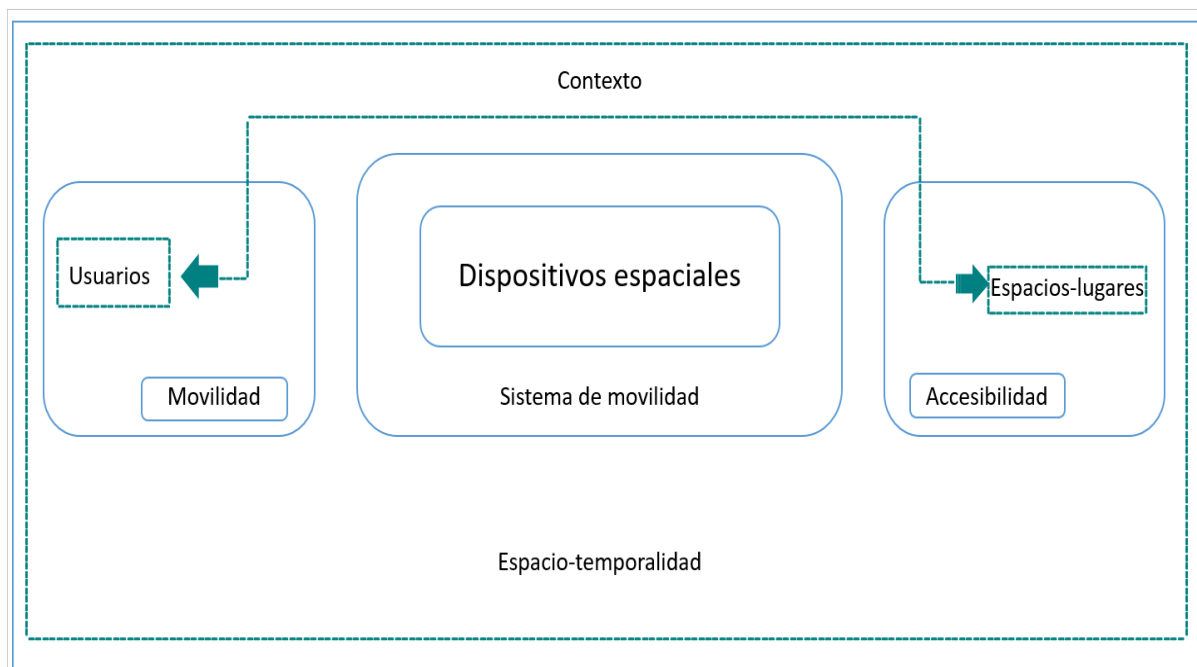 Contexto
Usuarios
Dispositivos espaciales
Espacios-lugares
Movilidad
Sistema de movilidad
Accesibilidad
Espacio-temporalidad